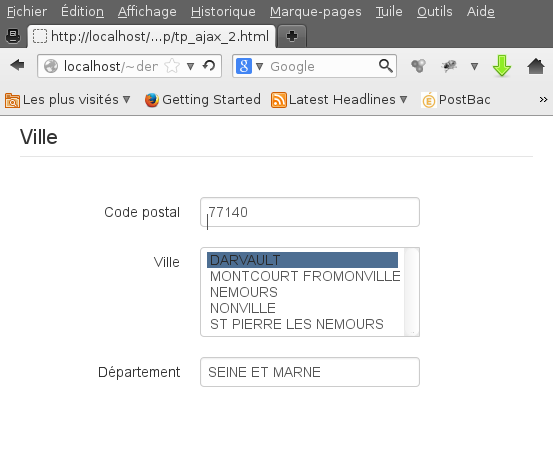 Fichier Édition Affichage Historique Marque-pages Tuile Outils Aide
http://localhost/...p/tp_ajax_2.html
localhost/~der Google
Les plus visités Getting Started Latest Headlines PostBac »
Ville
Code postal 77140
Ville DARVAULT
MONTCOURT FROMONVILLE
NEMOURS
NONVILLE
ST PIERRE LES NEMOURS
Département SEINE ET MARNE